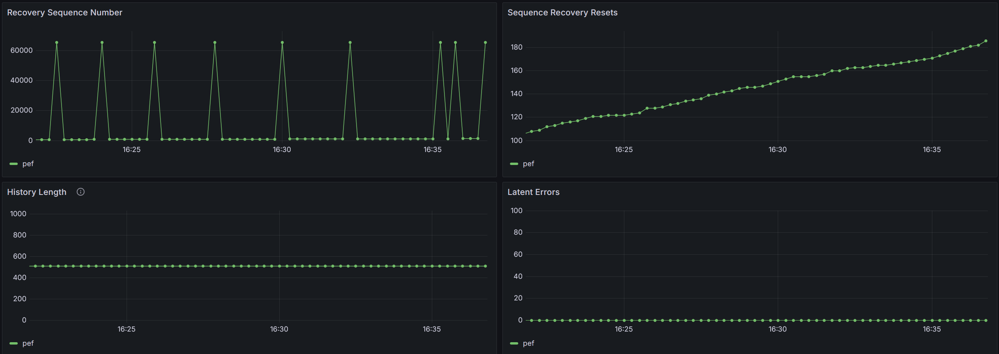 Recovery Sequence Number
60000
40000
20000
0
16:25 16:30 16:35
pef
Sequence Recovery Resets
180
160
140
120
100
16:25 16:30 16:35
pef
History Length
1000
800
600
400
200
0
16:25 16:30 16:35
pef
Latent Errors
100
80
60
40
20
0
16:25 16:30 16:35
pef